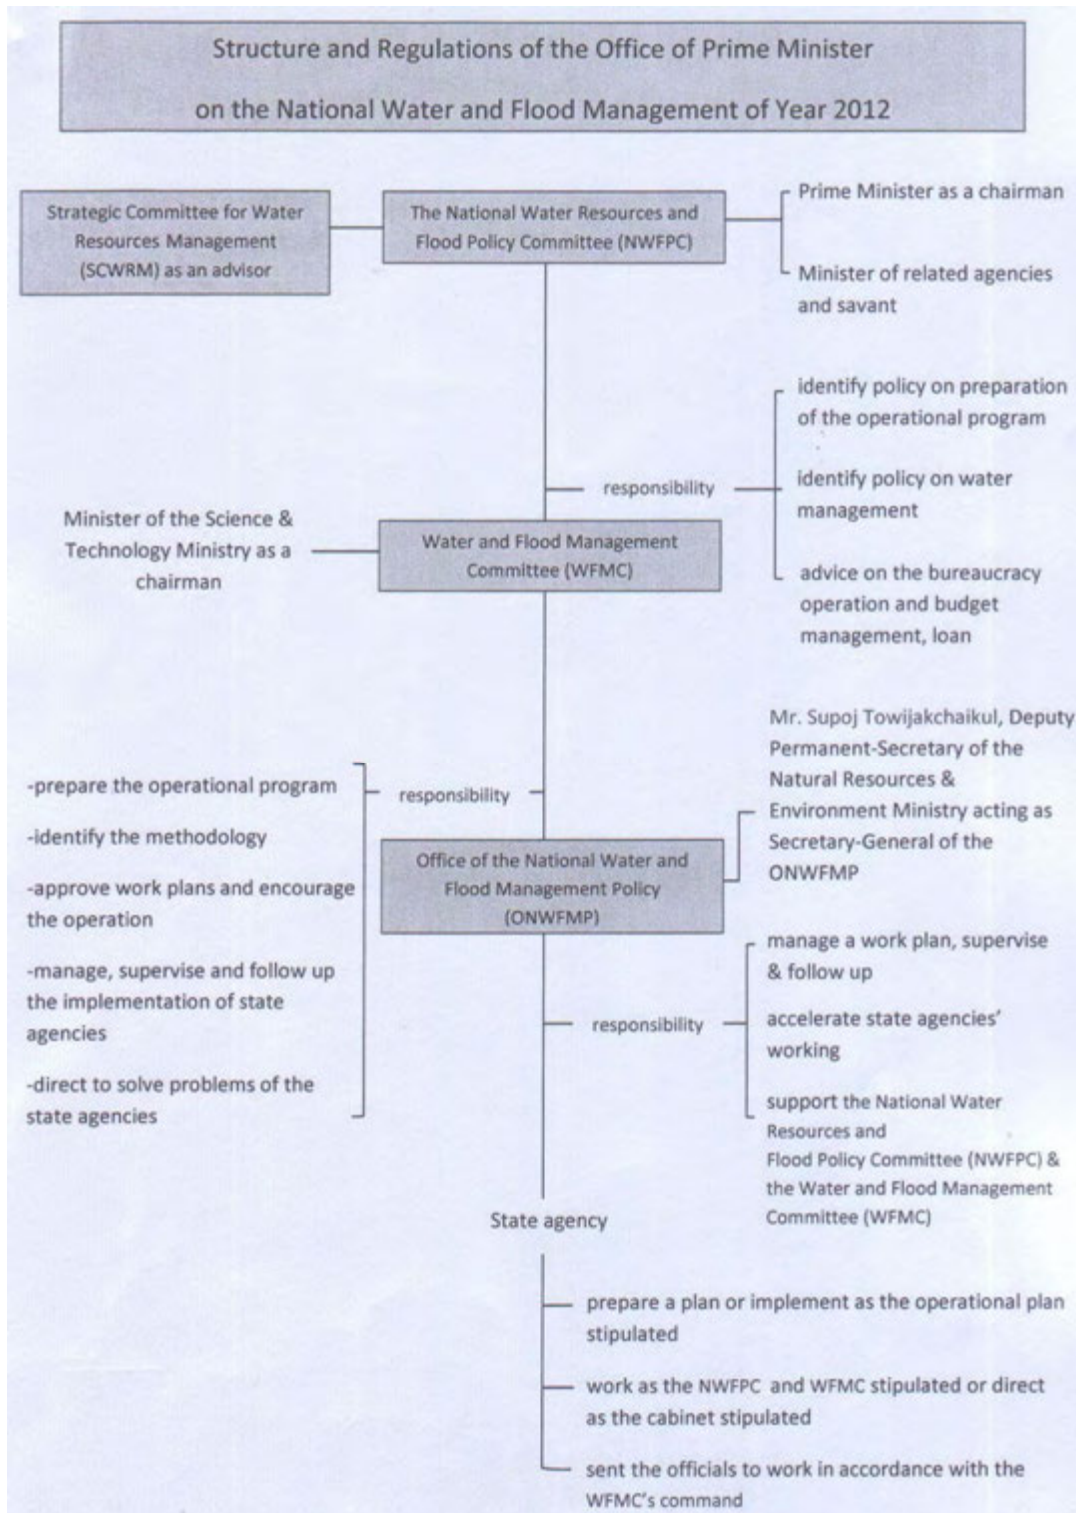 Structure and Regulations of the Office of Prime Minister
on the National Water and Flood Management of Year 2012
Strategic Committee for Water
Resources Management
(SCWRM) as an advisor
The National Water Resources and
Flood Policy Committee (NWFPC)
Prime Minister as a chairman
Minister of related agencies
and savant
identify policy on preparation
of the operational program
responsibility
identify policy on water
management
advice on the bureaucracy
operation and budget
management, loan
Minister of the Science &
Technology Ministry as a
chairman
Water and Flood Management
Committee (WFMC)
-prepare the operational program
-identify the methodology
-approve work plans and encourage
the operation
-manage, supervise and follow up
the implementation of state
agencies
-direct to solve problems of the
state agencies
responsibility
Office of the National Water and
Flood Management Policy
(ONWFMP)
Mr. Supoj Towijakchaikul, Deputy
Permanent-Secretary of the
Natural Resources &
Environment Ministry acting as
Secretary-General of the
ONWFMP
responsibility
manage a work plan, supervise
& follow up
accelerate state agencies'
working
support the National Water
Resources and
Flood Policy Committee (NWFPC) &
the Water and Flood Management
Committee (WFMC)
State agency
prepare a plan or implement as the operational plan
stipulated
work as the NWFPC and WFMC stipulated or direct
as the cabinet stipulated
sent the officials to work in accordance with the
WFMC's command